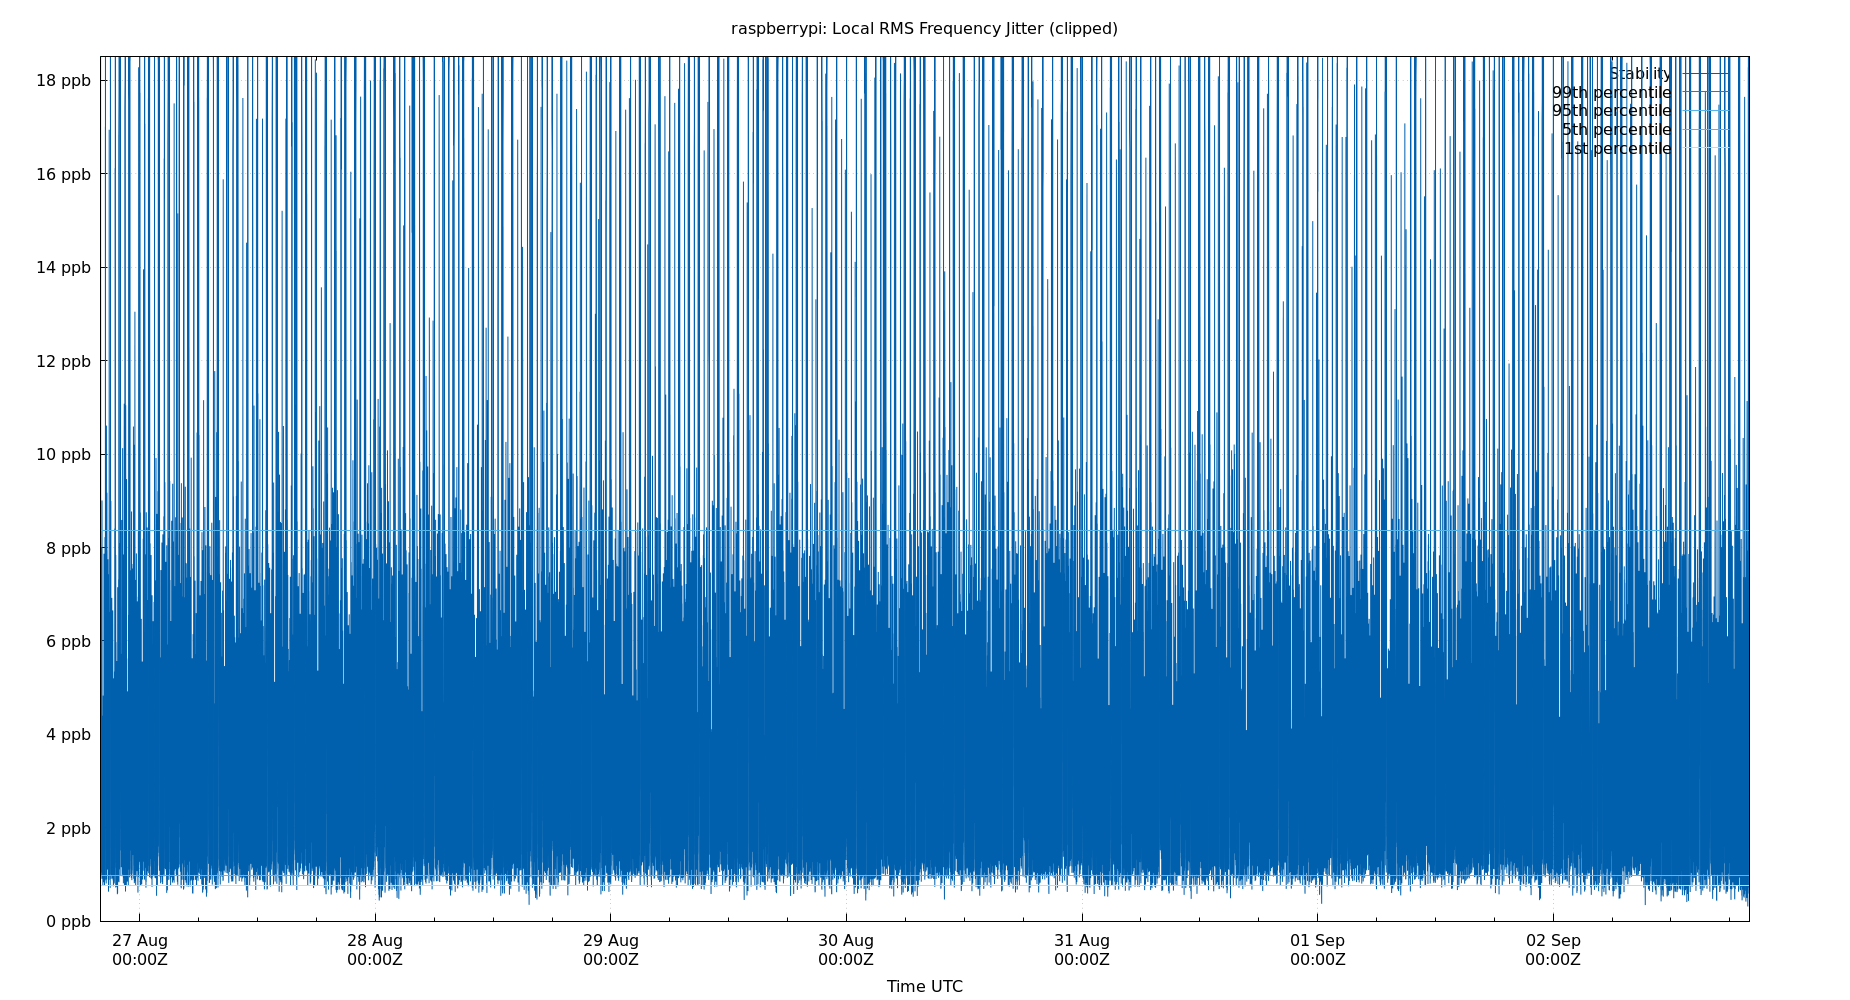 raspberrypi: Local RMS Frequency Jitter (clipped)
18 ppb
16 ppb
14 ppb
12 ppb
10 ppb
8 ppb
6 ppb
4 ppb
2 ppb
0 ppb
Stability
99th percentile
95th percentile
5th percentile
1st percentile
27 Aug
00:00Z
28 Aug
00:00Z
29 Aug
00:00Z
30 Aug
00:00Z
31 Aug
00:00Z
01 Sep
00:00Z
02 Sep
00:00Z
Time UTC